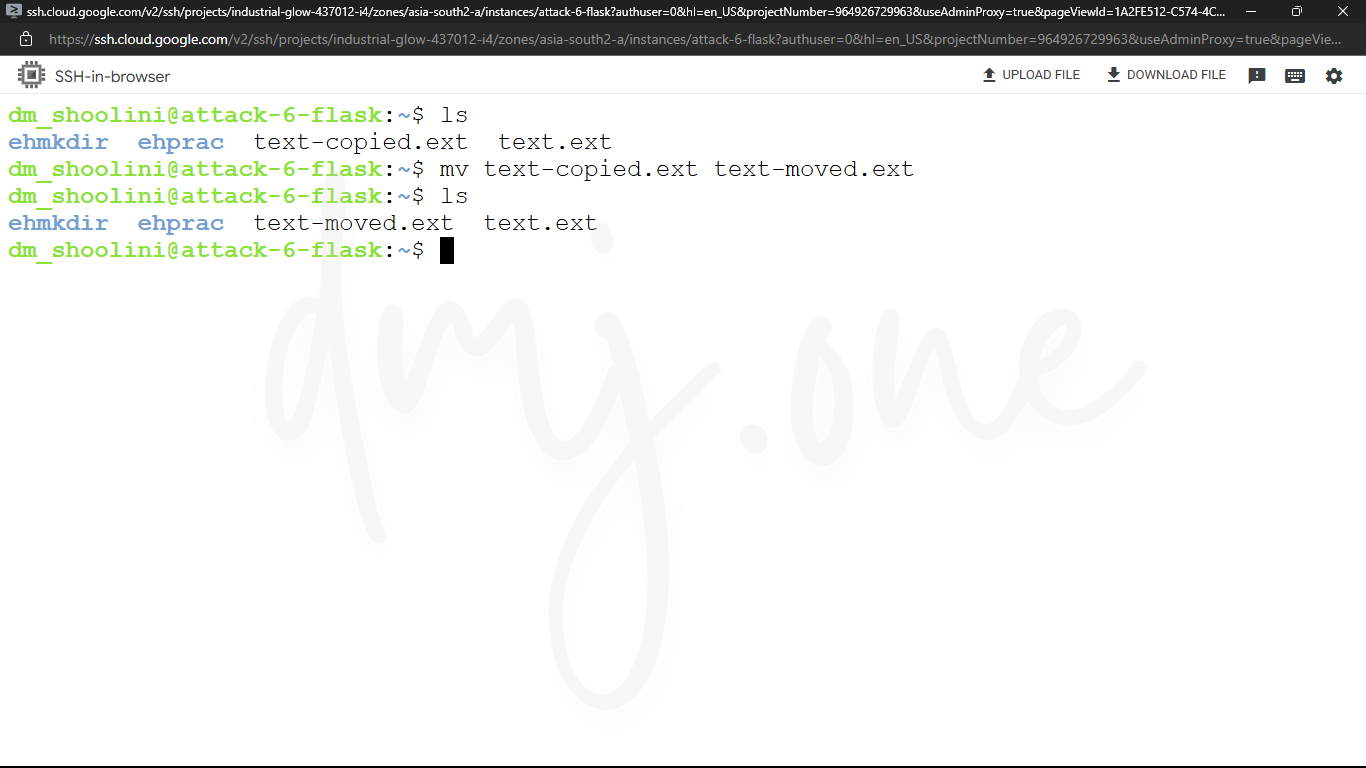 ssh.cloud.google.com/v2/ssh/projects/industrial-glow-437012-i4/zones/asia-south2-a/instances/attack-6-flask?authuser=0&hl=en_US&projectNumber=964926729963&useAdminProxy=true&pageViewId=1A2FE512-C574-4C...
https://ssh.cloud.google.com/v2/ssh/projects/industrial-glow-437012-i4/zones/asia-south2-a/instances/attack-6-flask?authuser=0&hl=en_US&projectNumber=964926729963&useAdminProxy=true&pageVie...
SSH-in-browser UPLOAD FILE DOWNLOAD FILE
dm_shoolini@attack-6-flask:~$ ls
ehmkdir  ehprac  text-copied.ext  text.ext
dm_shoolini@attack-6-flask:~$ mv text-copied.ext text-moved.ext
dm_shoolini@attack-6-flask:~$ ls
ehmkdir  ehprac  text-moved.ext  text.ext
dm_shoolini@attack-6-flask:~$
dmj.one